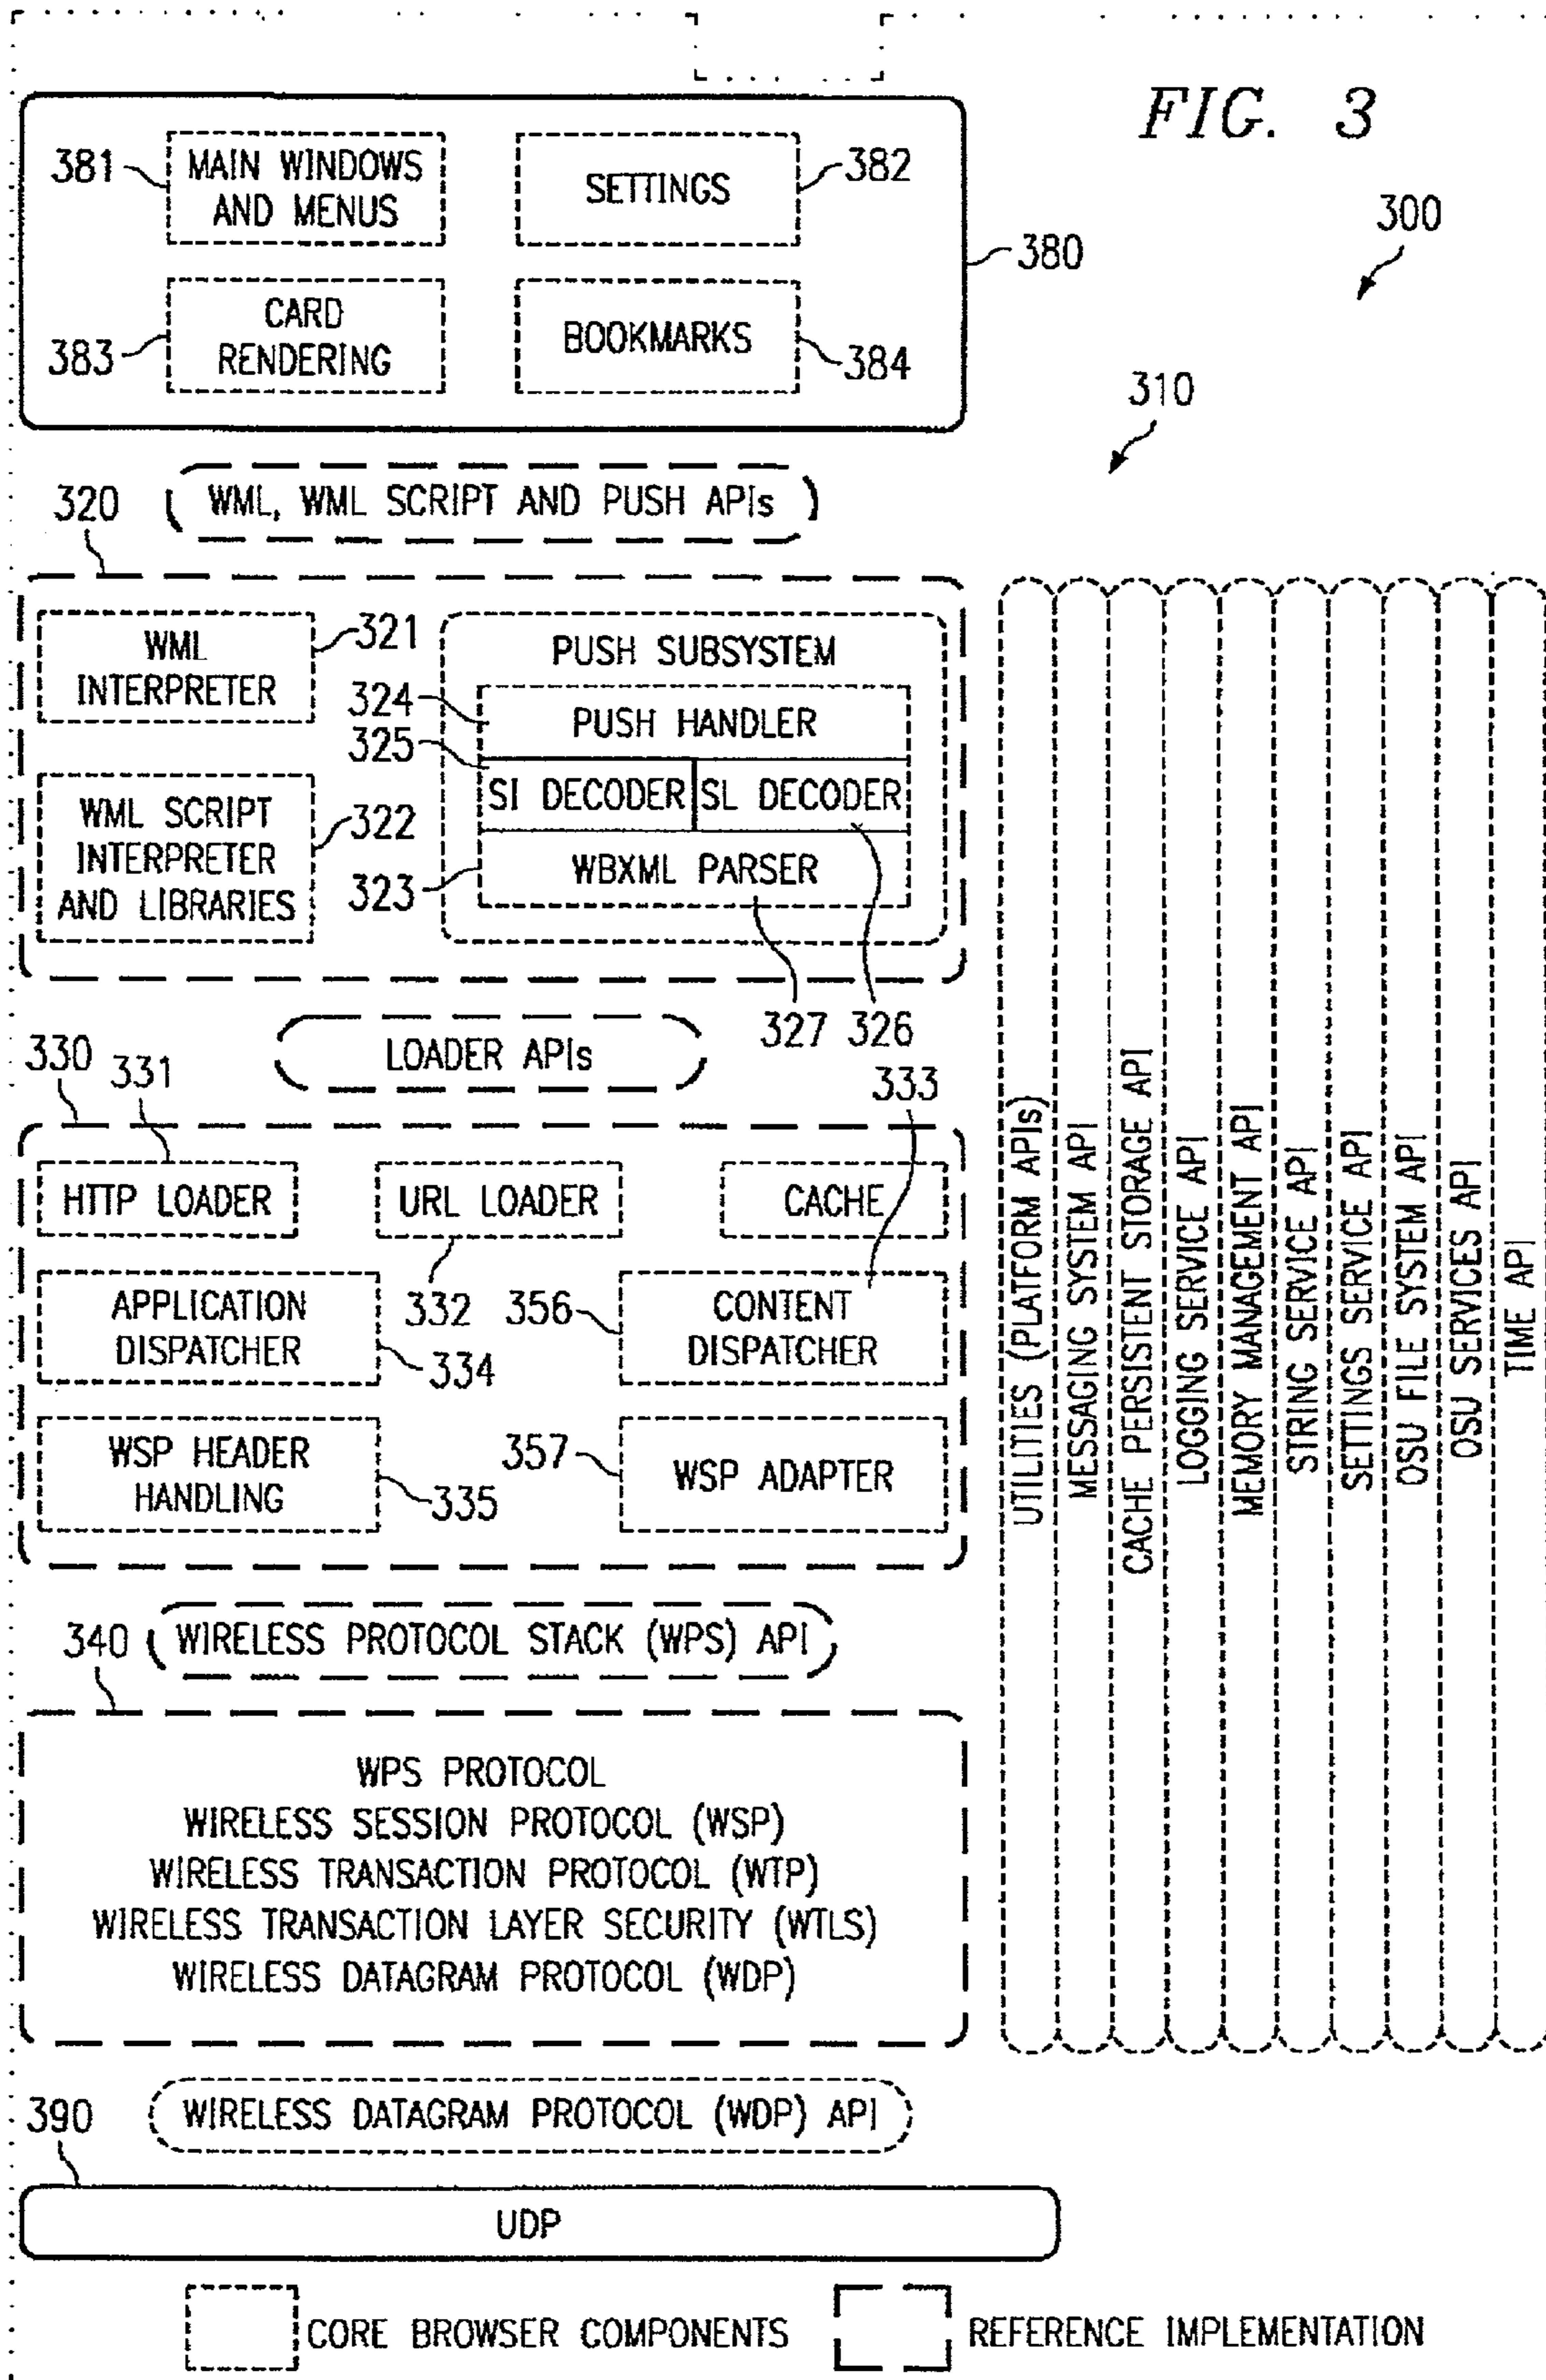 FIG. 3
300
310
381
MAIN WINDOWS
AND MENUS
SETTINGS
382
380
383
CARD
RENDERING
BOOKMARKS
384
320
WML, WML SCRIPT AND PUSH APIs
WML
INTERPRETER
321
PUSH SUBSYSTEM
324
PUSH HANDLER
325
SI DECODER
SL DECODER
WML SCRIPT
INTERPRETER
AND LIBRARIES
322
323
WBXML PARSER
327
326
330
331
LOADER APIs
333
HTTP LOADER
URL LOADER
CACHE
APPLICATION
DISPATCHER
332
334
356
CONTENT
DISPATCHER
WSP HEADER
HANDLING
335
357
WSP ADAPTER
340
WIRELESS PROTOCOL STACK (WPS) API
WPS PROTOCOL
WIRELESS SESSION PROTOCOL (WSP)
WIRELESS TRANSACTION PROTOCOL (WTP)
WIRELESS TRANSACTION LAYER SECURITY (WTLS)
WIRELESS DATAGRAM PROTOCOL (WDP)
UTILITIES (PLATFORM APIs)
MESSAGING SYSTEM API
CACHE PERSISTENT STORAGE API
LOGGING SERVICE API
MEMORY MANAGEMENT API
STRING SERVICE API
SETTINGS SERVICE API
OSU FILE SYSTEM API
OSU SERVICES API
TIME API
390
WIRELESS DATAGRAM PROTOCOL (WDP) API
UDP
CORE BROWSER COMPONENTS
REFERENCE IMPLEMENTATION